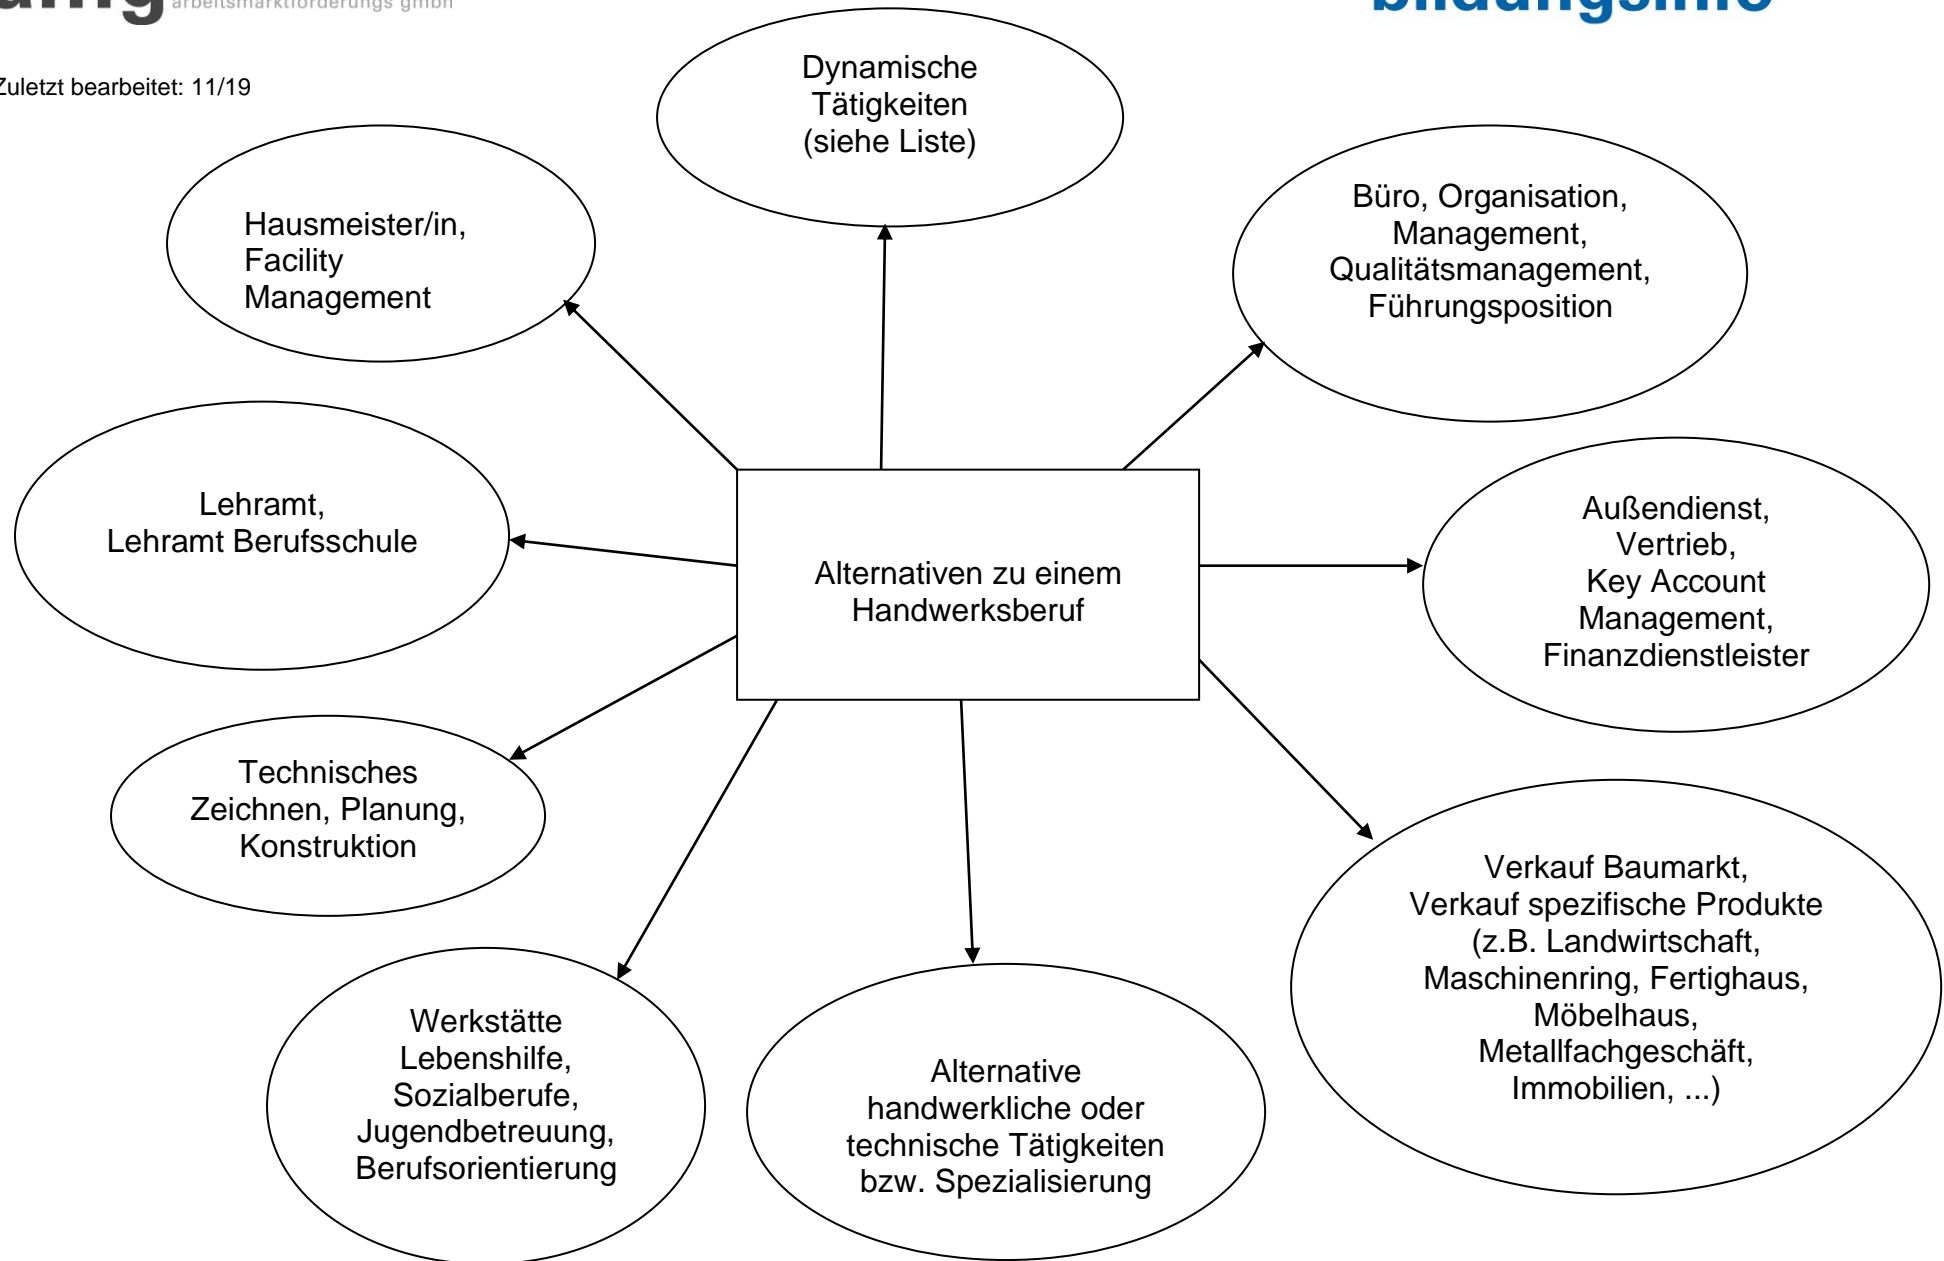 arbeitsmarktförderungs gmbh
bildungsinfo
Zuletzt bearbeitet: 11/19
Dynamische
Tätigkeiten
(siehe Liste)
Hausmeister/in,
Facility
Management
Büro, Organisation,
Management,
Qualitätsmanagement,
Führungsposition
Lehramt,
Lehramt Berufsschule
Alternativen zu einem
Handwerksberuf
Außendienst,
Vertrieb,
Key Account
Management,
Finanzdienstleister
Technisches
Zeichnen, Planung,
Konstruktion
Verkauf Baumarkt,
Verkauf spezifische Produkte
(z.B. Landwirtschaft,
Maschinenring, Fertighaus,
Möbelhaus,
Metallfachgeschäft,
Immobilien, ...)
Werkstätte
Lebenshilfe,
Sozialberufe,
Jugendbetreuung,
Berufsorientierung
Alternative
handwerkliche oder
technische Tätigkeiten
bzw. Spezialisierung